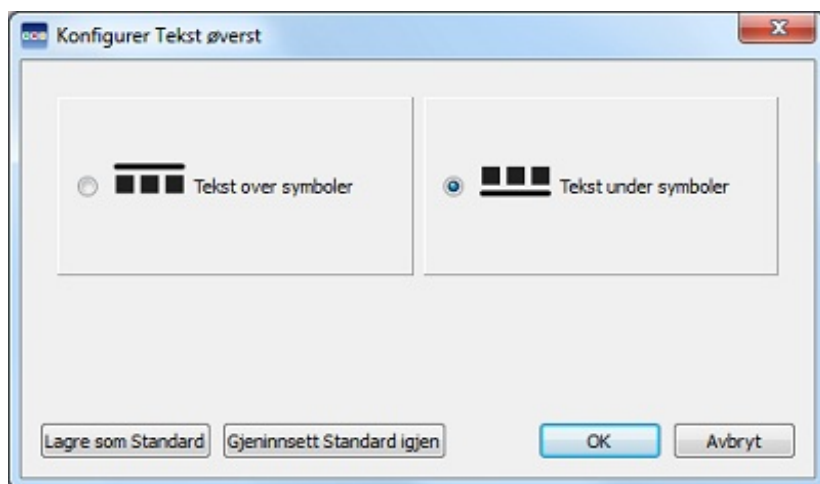 Konfigurer Tekst øverst
Tekst over symboler
Tekst under symboler
Lagre som Standard
Gjeninnsett Standard igjen
OK
Avbryt